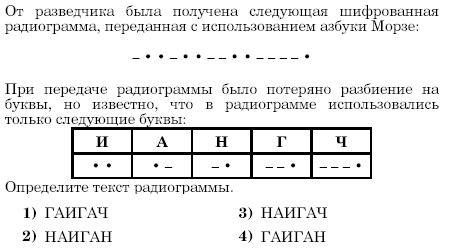 От разведчика была получена следующая шифрованная
радиограмма, переданная с использованием азбуки Морзе:
– • • – • • – – • • – – – – •
При передаче радиограммы было потеряно разбиение на
буквы, но известно, что в радиограмме использовались
только следующие буквы:
И А Н Г Ч
• • • – – • – – • – – – •
Определите текст радиограммы.
1) ГАИГАЧ 3) НАИГАЧ
2) НАИГАН 4) ГАИГАН